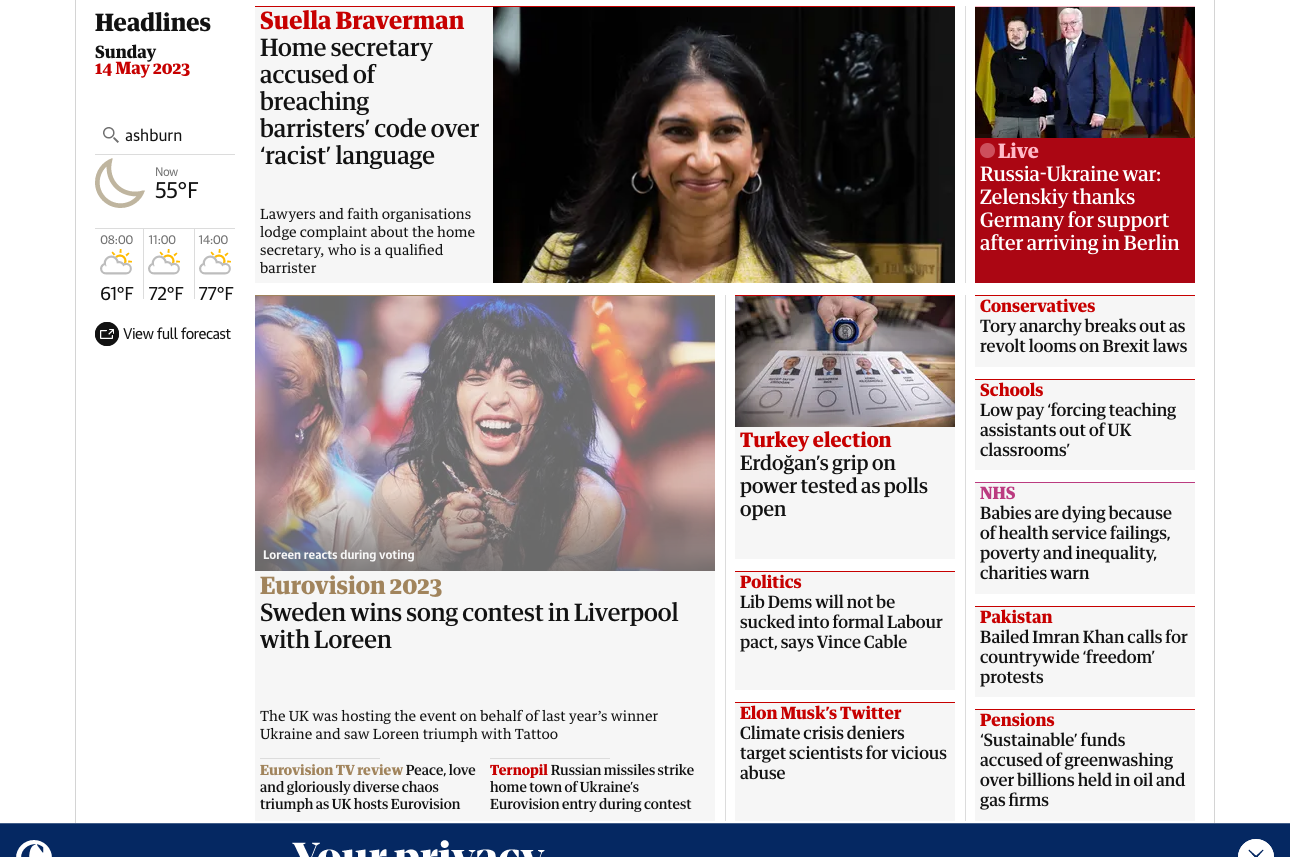 Headlines
Sunday
14 May 2023
ashburn
Now
55°F
08:00
11:00
14:00
61°F
72°F
77°F
View full forecast
Suella Braverman
Home secretary
accused of
breaching
barristers’ code over
‘racist’ language
Lawyers and faith organisations
lodge complaint about the home
secretary, who is a qualified
barrister
Live
Russia-Ukraine war:
Zelenskiy thanks
Germany for support
after arriving in Berlin
Loreen reacts during voting
Eurovision 2023
Sweden wins song contest in Liverpool
with Loreen
The UK was hosting the event on behalf of last year’s winner
Ukraine and saw Loreen triumph with Tattoo
Eurovision TV review Peace, love
and gloriously diverse chaos
triumph as UK hosts Eurovision
Ternopil Russian missiles strike
home town of Ukraine’s
Eurovision entry during contest
Turkey election
Erdoğan’s grip on
power tested as polls
open
Politics
Lib Dems will not be
sucked into formal Labour
pact, says Vince Cable
Elon Musk’s Twitter
Climate crisis deniers
target scientists for vicious
abuse
Conservatives
Tory anarchy breaks out as
revolt looms on Brexit laws
Schools
Low pay ‘forcing teaching
assistants out of UK
classrooms’
NHS
Babies are dying because
of health service failings,
poverty and inequality,
charities warn
Pakistan
Bailed Imran Khan calls for
countrywide ‘freedom’
protests
Pensions
‘Sustainable’ funds
accused of greenwashing
over billions held in oil and
gas firms
Your privacy